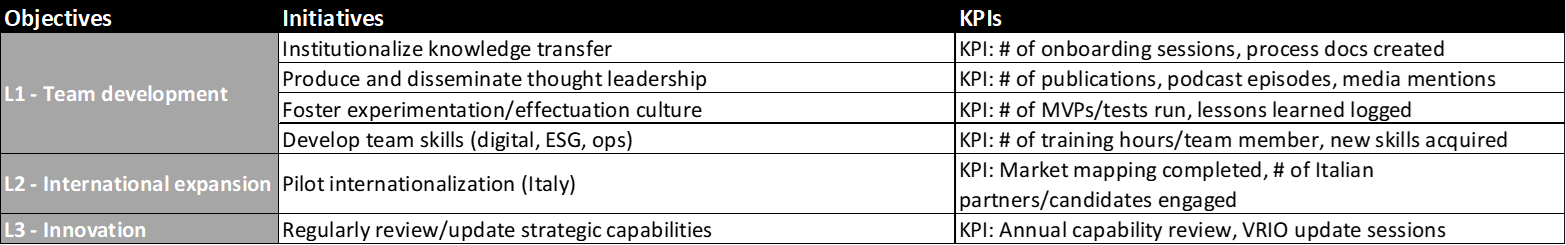 Objectives Initiatives KPIs
L1 - Team development
Institutionalize knowledge transfer KPI: # of onboarding sessions, process docs created
Produce and disseminate thought leadership KPI: # of publications, podcast episodes, media mentions
Foster experimentation/effectuation culture KPI: # of MVPs/tests run, lessons learned logged
Develop team skills (digital, ESG, ops) KPI: # of training hours/team member, new skills acquired
L2 - International expansion Pilot internationalization (Italy) KPI: Market mapping completed, # of Italian
partners/candidates engaged
L3 - Innovation Regularly review/update strategic capabilities KPI: Annual capability review, VRIO update sessions